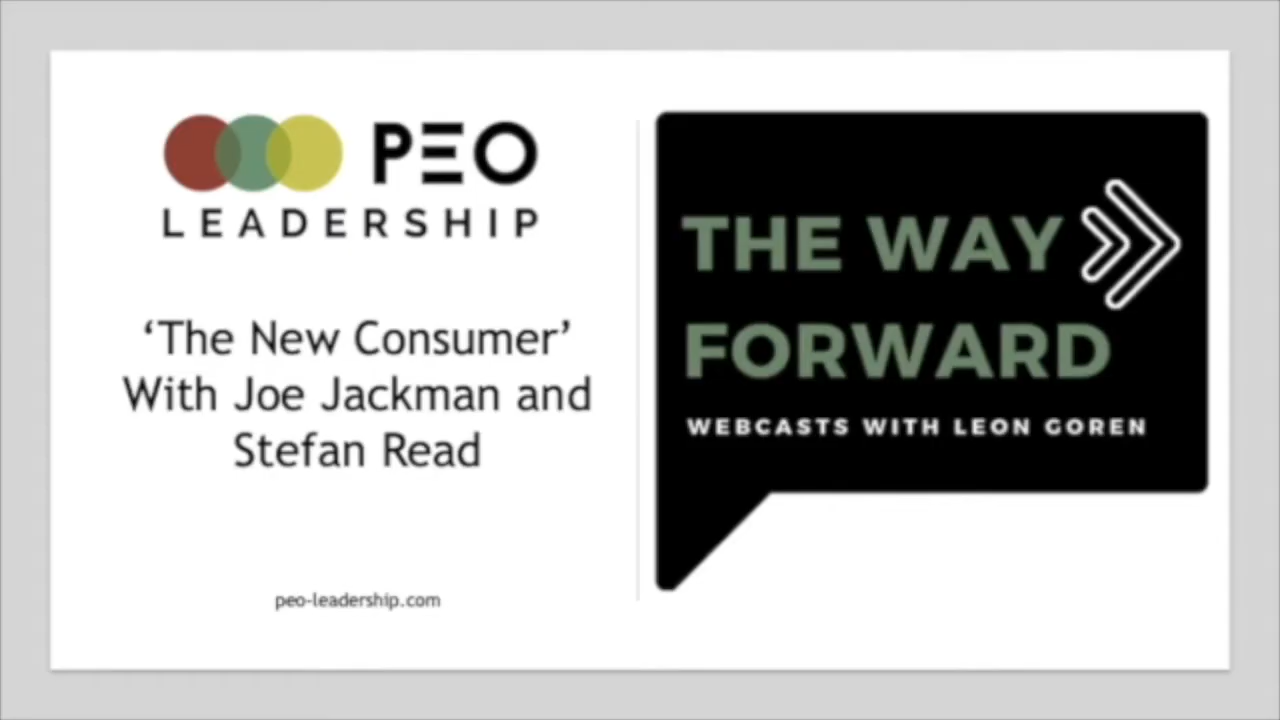 PEO
LEADERSHIP
‘The New Consumer’
With Joe Jackman and
Stefan Read
peo-leadership.com
THE WAY
FORWARD
WEBCASTS WITH LEON GOREN